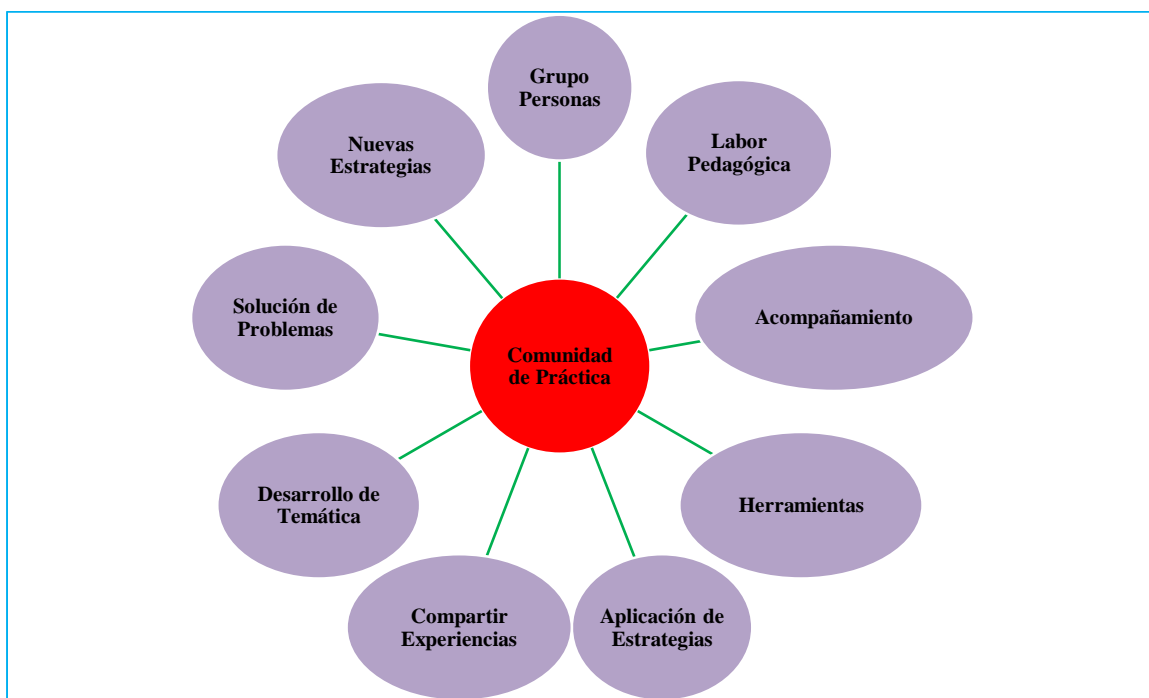 Grupo
Personas
Labor
Pedagógica
Acompañamiento
Herramientas
Aplicación de
Estrategias
Compartir
Experiencias
Desarrollo de
Temática
Solución de
Problemas
Nuevas
Estrategias
Comunidad
de Práctica